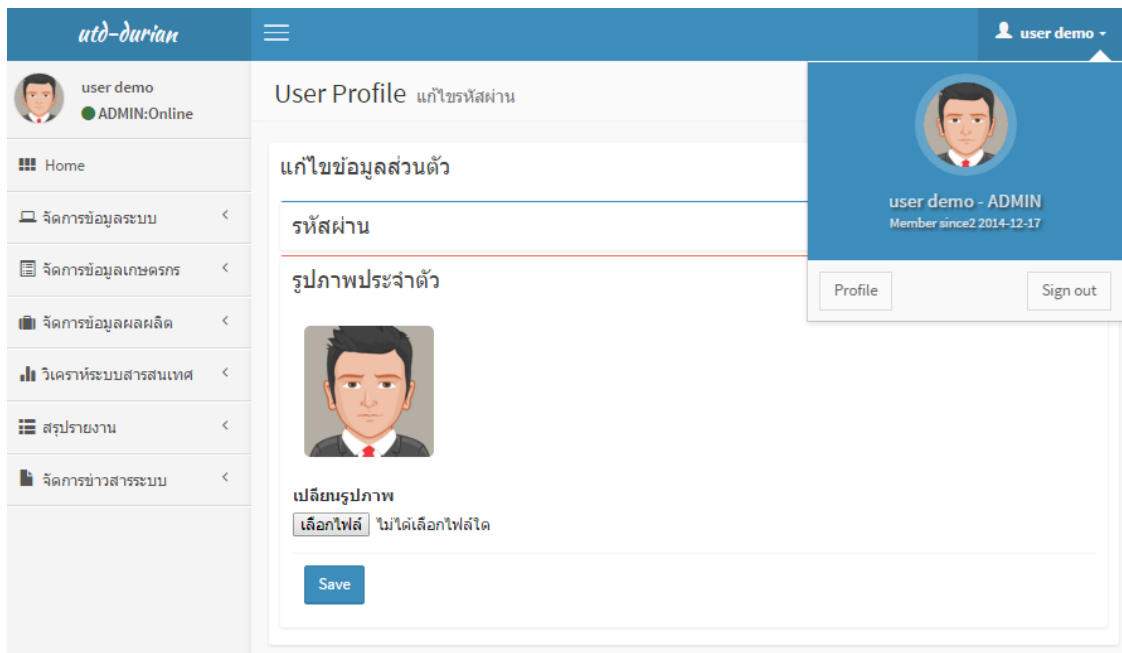 utd-durian
user demo
user demo
ADMIN:Online
User Profile แก้ไขรหัสผ่าน
Home
จัดการข้อมูลระบบ
จัดการข้อมูลเกษตรกร
จัดการข้อมูลผลผลิต
วิเคราห์ระบบสารสนเทศ
สรุปรายงาน
จัดการข่าวสารระบบ
แก้ไขข้อมูลส่วนตัว
รหัสผ่าน
รูปภาพประจำตัว
เปลี่ยนรูปภาพ
เลือกไฟล์ ไม่ได้เลือกไฟล์ใด
Save
user demo - ADMIN
Member since2 2014-12-17
Profile Sign out